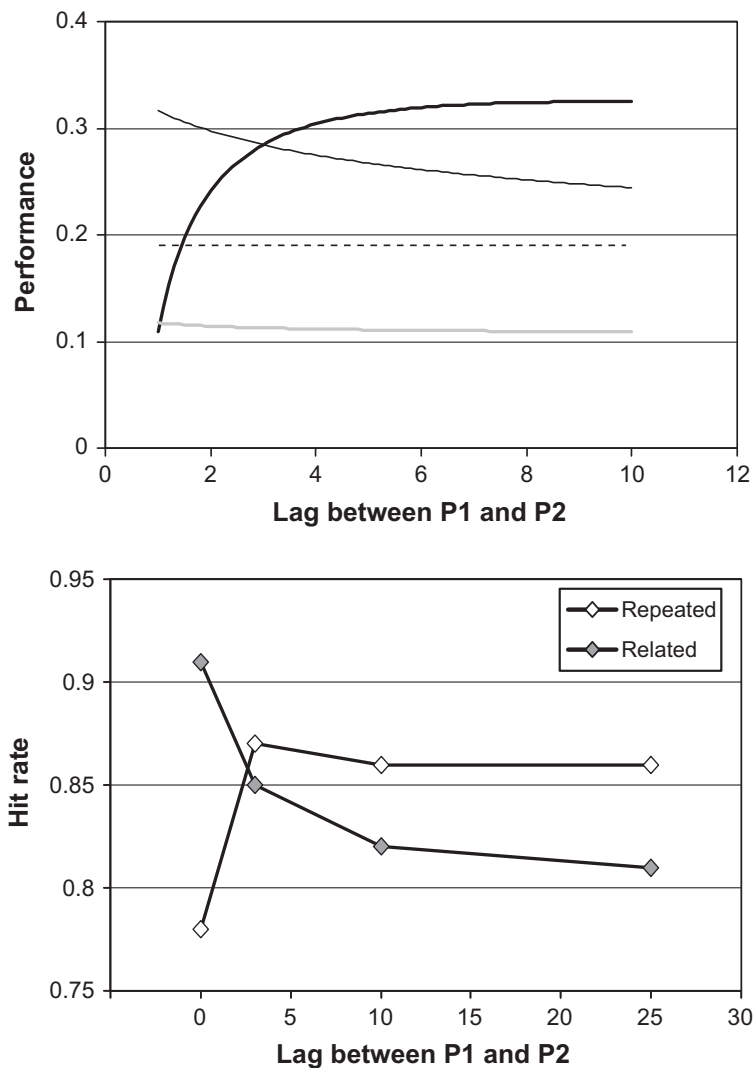 0.4
0.3
0.2
0.1
0
Performance
0 2 4 6 8 10 12
Lag between P1 and P2
0.95
0.9
0.85
0.8
0.75
Hit rate
Repeated
Related
0 5 10 15 20 25 30
Lag between P1 and P2